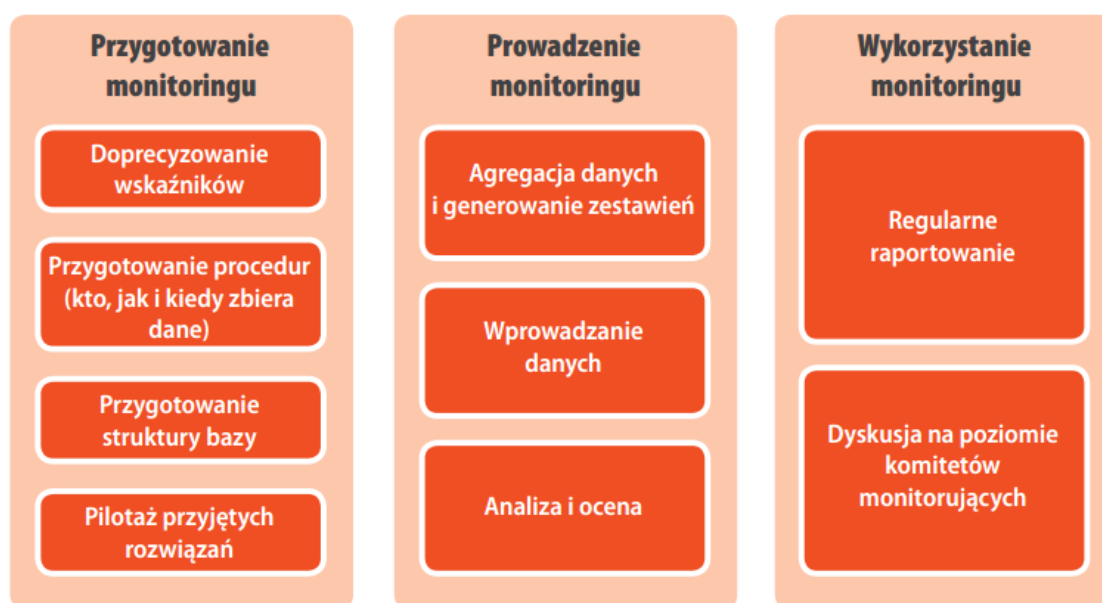 Przygotowanie
monitoringu
Doprecyzowanie
wskaźników
Przygotowanie procedur
(kto, jak i kiedy zbiera
dane)
Przygotowanie
struktury bazy
Pilotaż przyjętych
rozwiązań
Prowadzenie
monitoringu
Agregacja danych
i generowanie zestawień
Wprowadzanie
danych
Analiza i ocena
Wykorzystanie
monitoringu
Regularne
raportowanie
Dyskusja na poziomie
komitetów
monitorujących